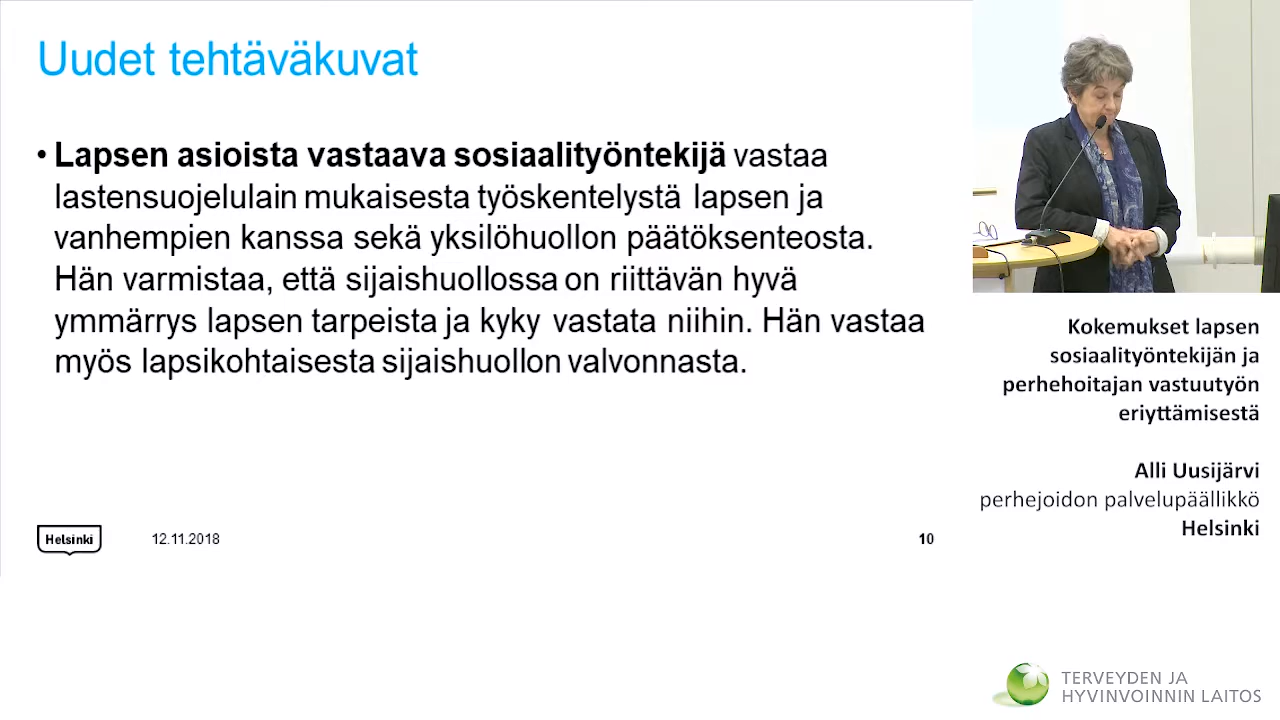 Uudet tehtäväkuvat
• Lapsen asioista vastaava sosiaalityöntekijä vastaa
lastensuojelulain mukaisesta työskentelystä lapsen ja
vanhempien kanssa sekä yksilöhuollon päätöksenteosta.
Hän varmistaa, että sijaishuollossa on riittävän hyvä
ymmärrys lapsen tarpeista ja kyky vastata niihin. Hän vastaa
myös lapsikohtaisesta sijaishuollon valvonnasta.
Helsinki
12.11.2018
10
Kokemukset lapsen
sosiaalityöntekijän ja
perhehoitajan vastuutyön
eriyttämisestä
Alli Uusijärvi
perhejoidon palvelupäällikkö
Helsinki
TERVEYDEN JA
HYVINVOINNIN LAITOS